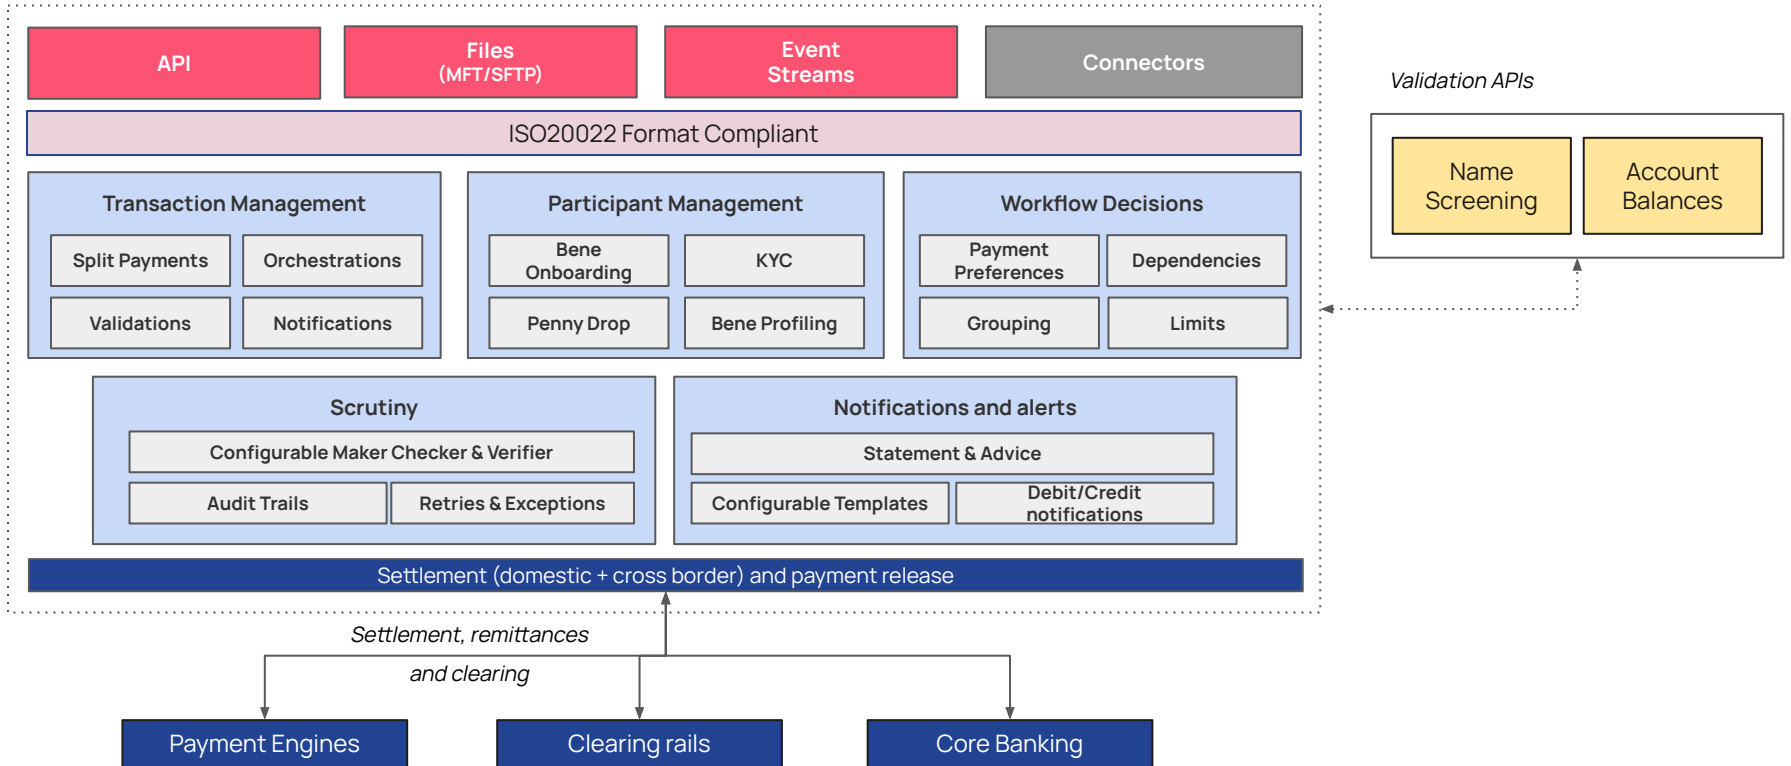 API
Files
(MFT/SFTP)
Event
Streams
Connectors
Validation APIs
ISO20022 Format Compliant
Name
Screening
Account
Balances
Transaction Management
Split Payments
Orchestrations
Validations
Notifications
Participant Management
Bene
Onboarding
KYC
Penny Drop
Bene Profiling
Workflow Decisions
Payment
Preferences
Dependencies
Grouping
Limits
Scrutiny
Configurable Maker Checker & Verifier
Audit Trails
Retries & Exceptions
Notifications and alerts
Statement & Advice
Configurable Templates
Debit/Credit
notifications
Settlement (domestic + cross border) and payment release
Settlement, remittances
and clearing
Payment Engines
Clearing rails
Core Banking